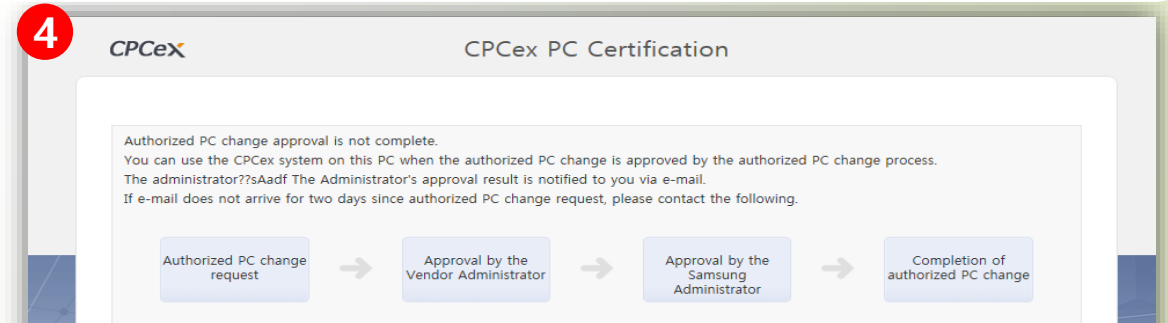 4
CPCeX
CPCex PC Certification
Authorized PC change approval is not complete.
You can use the CPCex system on this PC when the authorized PC change is approved by the authorized PC change process.
The administrator??sAadf The Administrator's approval result is notified to you via e-mail.
If e-mail does not arrive for two days since authorized PC change request, please contact the following.
Authorized PC change
request
Approval by the
Vendor Administrator
Approval by the
Samsung
Administrator
Completion of
authorized PC change